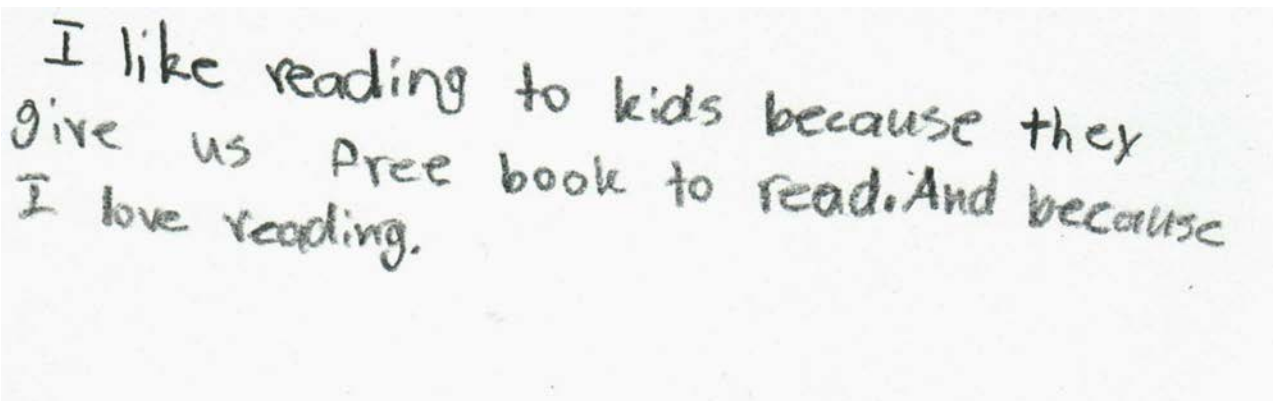 I like reading to kids because they
give us free book to read. And because
I love reading.